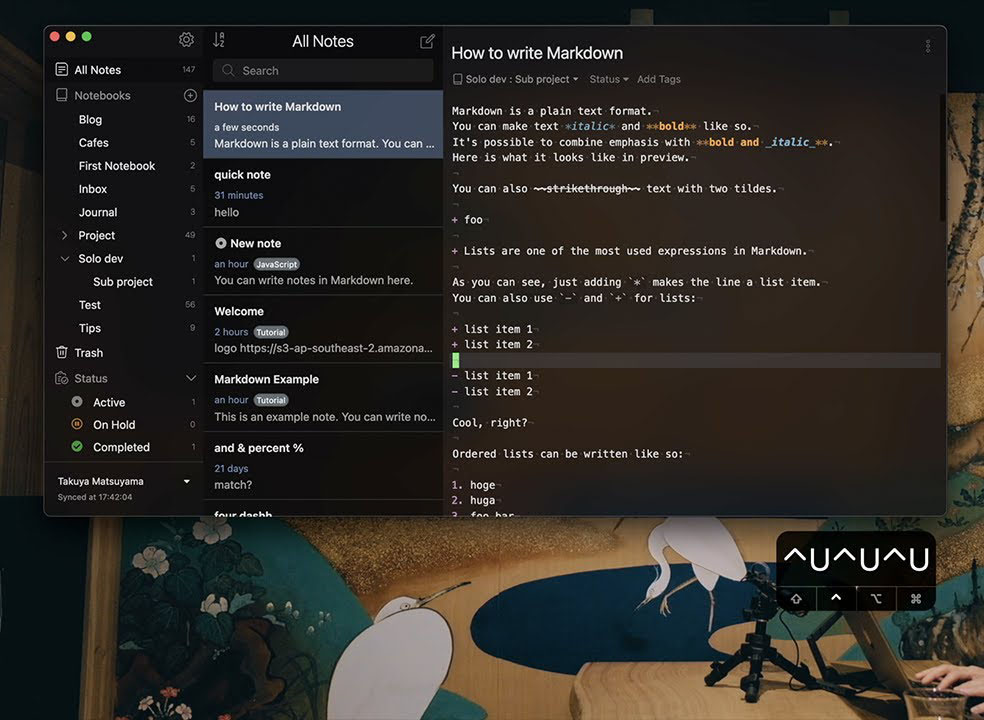 All Notes
147
Notebooks
Blog
16
Cafes
5
First Notebook
2
Inbox
9
Journal
3
Project
49
Solo dev
1
Sub project
1
Test
56
Tips
9
Trash
Status
Active
1
On Hold
0
Completed
1
Takuya Matsuyama
Synced at 17:42:04
All Notes
Search
How to write Markdown
a few seconds
Markdown is a plain text format. You can ...
quick note
31 minutes
hello
New note
an hour JavaScript
You can write notes in Markdown here.
Welcome
2 hours Tutorial
logo https://s3-ap-southeast-2.amazona...
Markdown Example
an hour Tutorial
This is an example note. You can write no...
and & percent %
21 days
match?
four dashh
How to write Markdown
Solo dev : Sub project Status Add Tags
Markdown is a plain text format.
You can make text *italic* and **bold** like so.
It's possible to combine emphasis with **bold and _italic_**.
Here is what it looks like in preview.
You can also ~~strikethrough~~ text with two tildes.
+ foo
+ Lists are one of the most used expressions in Markdown.
As you can see, just adding `*` makes the line a list item.
You can also use `-` and `+` for lists:
+ list item 1
+ list item 2
- list item 1
- list item 2
Cool, right?
Ordered lists can be written like so:
1. hoge
2. huga
3. foo bar
^U^U^U
⇧ ⌃ ⌥ ⌘